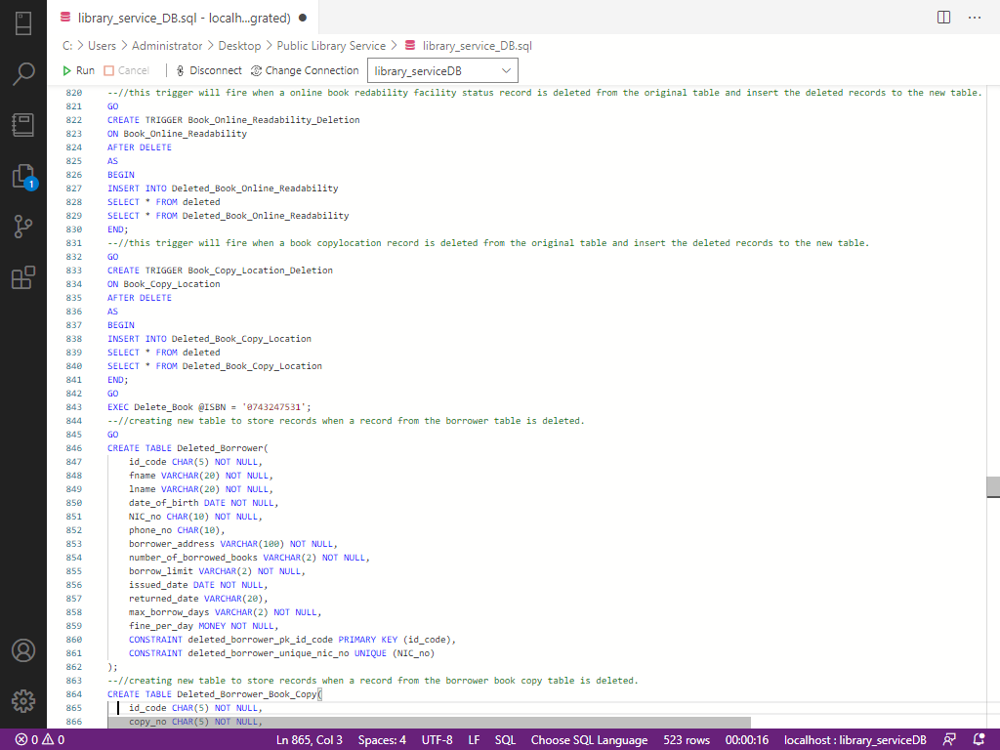 library_service_DB.sql - localh...grated) ●
C: > Users > Administrator > Desktop > Public Library Service > library_service_DB.sql
Run Cancel Disconnect Change Connection library_serviceDB
820 --//this trigger will fire when a online book redability facility status record is deleted from the original table and insert the deleted records to the new table.
821 GO
822 CREATE TRIGGER Book_Online_Readability_Deletion
823 ON Book_Online_Readability
824 AFTER DELETE
825 AS
826 BEGIN
827 INSERT INTO Deleted_Book_Online_Readability
828 SELECT * FROM deleted
829 SELECT * FROM Deleted_Book_Online_Readability
830 END;
831 --//this trigger will fire when a book copylocation record is deleted from the original table and insert the deleted records to the new table.
832 GO
833 CREATE TRIGGER Book_Copy_Location_Deletion
834 ON Book_Copy_Location
835 AFTER DELETE
836 AS
837 BEGIN
838 INSERT INTO Deleted_Book_Copy_Location
839 SELECT * FROM deleted
840 SELECT * FROM Deleted_Book_Copy_Location
841 END;
842 GO
843 EXEC Delete_Book @ISBN = '0743247531';
844 --//creating new table to store records when a record from the borrower table is deleted.
845 GO
846 CREATE TABLE Deleted_Borrower(
847 id_code CHAR(5) NOT NULL,
848 fname VARCHAR(20) NOT NULL,
849 lname VARCHAR(20) NOT NULL,
850 date_of_birth DATE NOT NULL,
851 NIC_no CHAR(10) NOT NULL,
852 phone_no CHAR(10),
853 borrower_address VARCHAR(100) NOT NULL,
854 number_of_borrowed_books VARCHAR(2) NOT NULL,
855 borrow_limit VARCHAR(2) NOT NULL,
856 issued_date DATE NOT NULL,
857 returned_date VARCHAR(20),
858 max_borrow_days VARCHAR(2) NOT NULL,
859 fine_per_day MONEY NOT NULL,
860 CONSTRAINT deleted_borrower_pk_id_code PRIMARY KEY (id_code),
861 CONSTRAINT deleted_borrower_unique_nic_no UNIQUE (NIC_no)
862 );
863 --//creating new table to store records when a record from the borrower book copy table is deleted.
864 CREATE TABLE Deleted_Borrower_Book_Copy(
865 id_code CHAR(5) NOT NULL,
866 copy_no CHAR(5) NOT NULL,
1
0 0 Ln 865, Col 3 Spaces: 4 UTF-8 LF SQL Choose SQL Language 523 rows 00:00:16 localhost : library_serviceDB